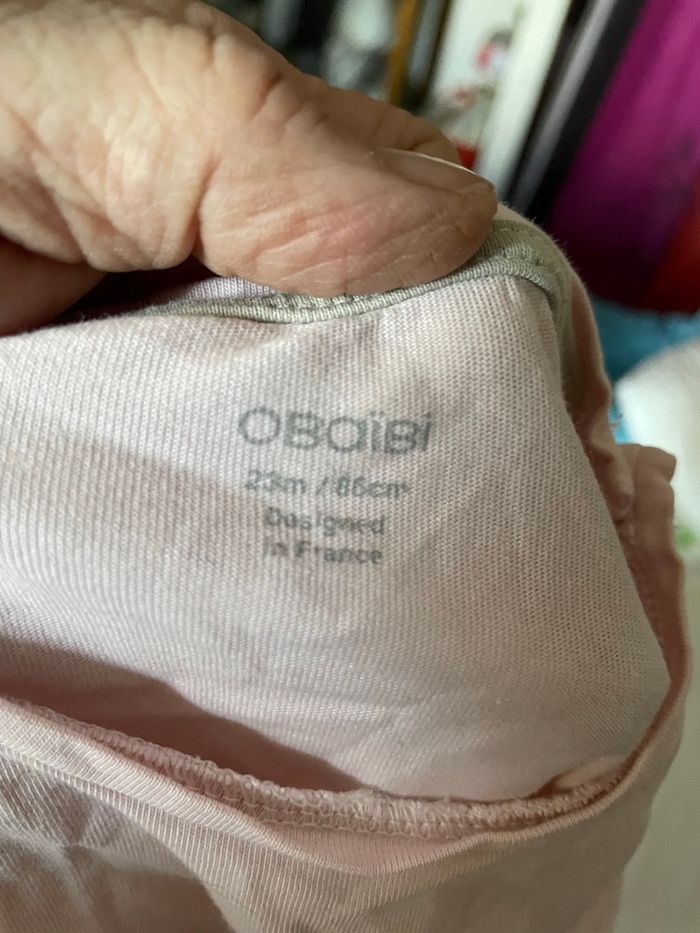 OBaïBi
23m / 86cm
Designed
in France